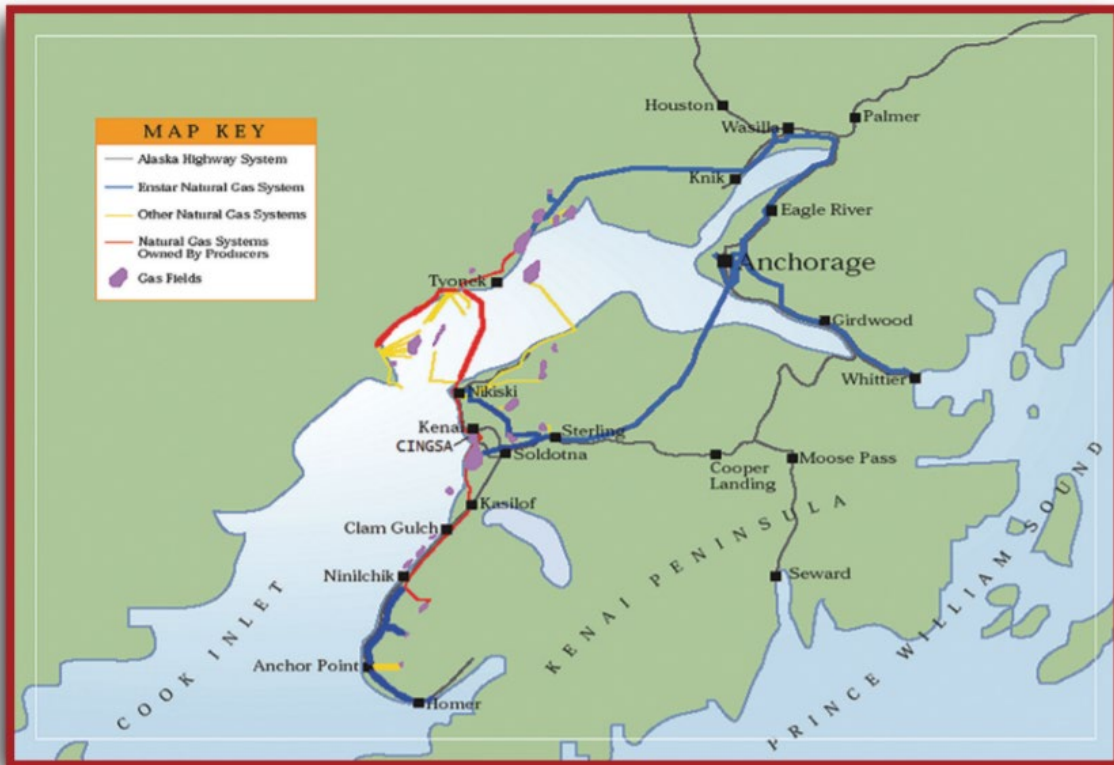 MAP KEY
Alaska Highway System
Enstar Natural Gas System
Other Natural Gas Systems
Natural Gas Systems
Owned By Producers
Gas Fields
Houston
Wasilla
Palmer
Knik
Eagle River
Anchorage
Tyonek
Girdwood
Whittier
Nikiski
Kenai
CINGSA
Sterling
Soldotna
Cooper
Landing
Moose Pass
Kasilof
Clam Gulch
Ninilchik
Seward
Anchor Point
Homer
COOK INLET
KENAI PENINSULA
PRINCE WILLIAM SOUND